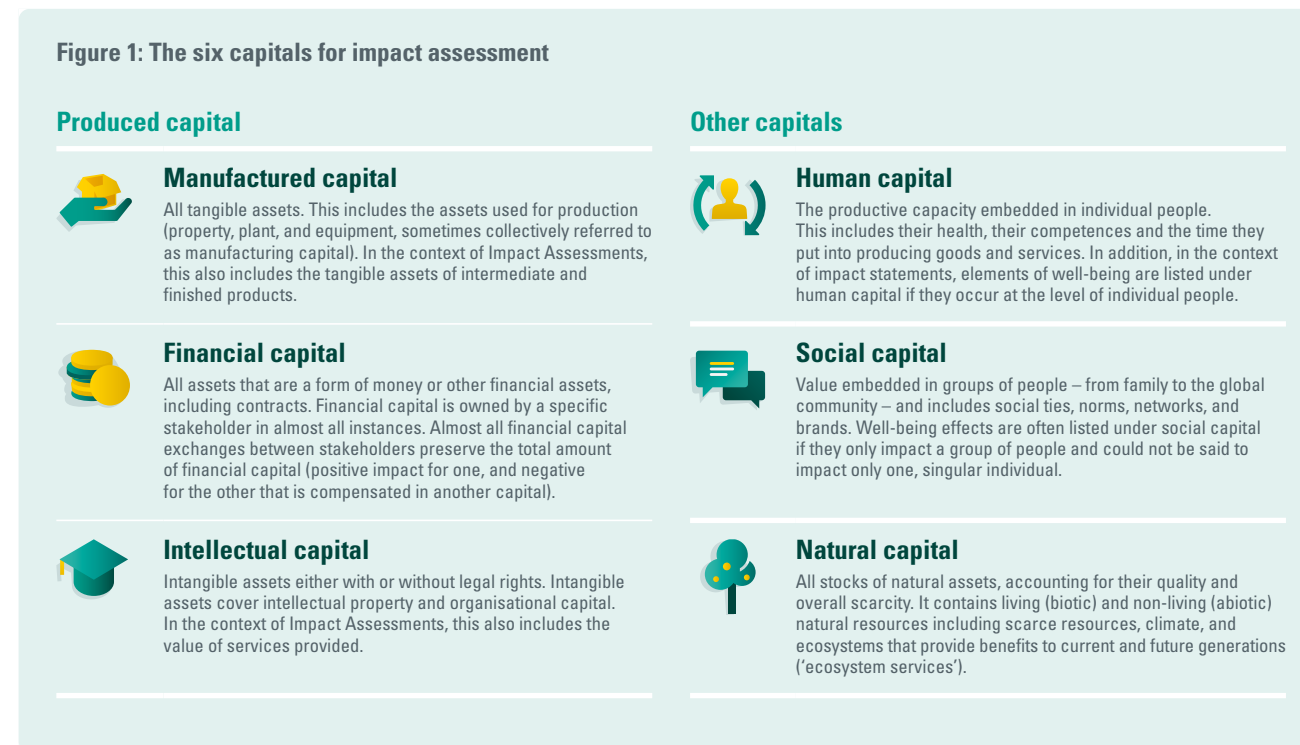 Figure 1: The six capitals for impact assessment
Produced capital
Manufactured capital
All tangible assets. This includes the assets used for production
(property, plant, and equipment, sometimes collectively referred to
as manufacturing capital). In the context of Impact Assessments,
this also includes the tangible assets of intermediate and
finished products.
Financial capital
All assets that are a form of money or other financial assets,
including contracts. Financial capital is owned by a specific
stakeholder in almost all instances. Almost all financial capital
exchanges between stakeholders preserve the total amount
of financial capital (positive impact for one, and negative
for the other that is compensated in another capital).
Intellectual capital
Intangible assets either with or without legal rights. Intangible
assets cover intellectual property and organisational capital.
In the context of Impact Assessments, this also includes the
value of services provided.
Other capitals
Human capital
The productive capacity embedded in individual people.
This includes their health, their competences and the time they
put into producing goods and services. In addition, in the context
of impact statements, elements of well-being are listed under
human capital if they occur at the level of individual people.
Social capital
Value embedded in groups of people – from family to the global
community – and includes social ties, norms, networks, and
brands. Well-being effects are often listed under social capital
if they only impact a group of people and could not be said to
impact only one, singular individual.
Natural capital
All stocks of natural assets, accounting for their quality and
overall scarcity. It contains living (biotic) and non-living (abiotic)
natural resources including scarce resources, climate, and
ecosystems that provide benefits to current and future generations
(‘ecosystem services’).